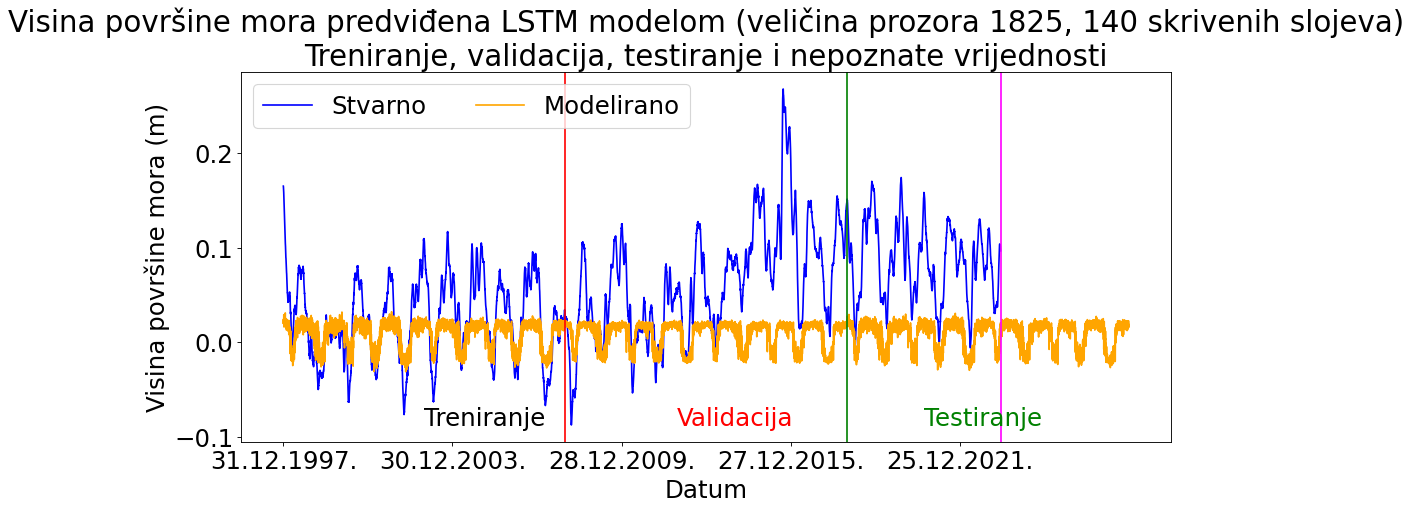 Visina površine mora predviđena LSTM modelom (veličina prozora 1825, 140 skrivenih slojeva)
Treniranje, validacija, testiranje i nepoznate vrijednosti
Stvarno Modelirano
Visina površine mora (m)
0.2
0.1
0.0
−0.1
Treniranje Validacija Testiranje
31.12.1997. 30.12.2003. 28.12.2009. 27.12.2015. 25.12.2021.
Datum